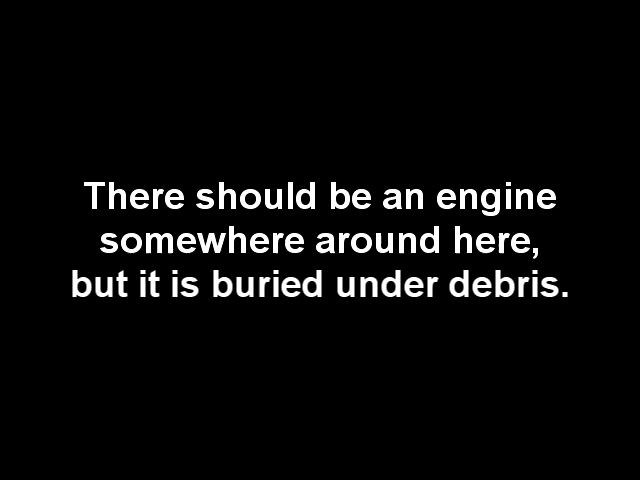 There should be an engine
somewhere around here,
but it is buried under debris.